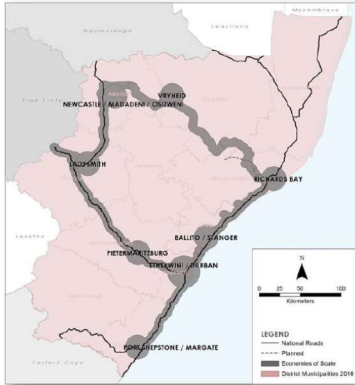 Mozambique
Mpumalanga
Swaziland
Free State
VRYHEID
NEWCASTLE / MADADENI / OSIZWENI
LADYSMITH
RICHARDS BAY
Lesotho
BALLITO / STANGER
PIETERMARITZBURG
ETHEKWINI / DURBAN
PORT SHEPSTONE / MARGATE
Eastern Cape
N
0 25 50 100
Kilometers
LEGEND
National Roads
Planned
Economies of Scale
District Municipalities 2016